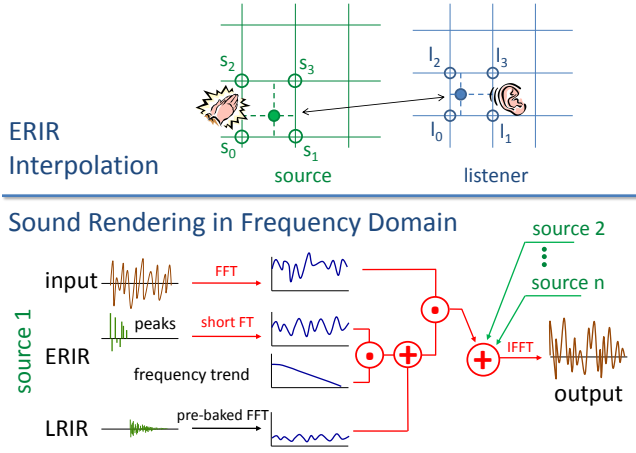 s2
s3
s0
s1
source
l2
l3
l0
l1
listener
ERIR
Interpolation
Sound Rendering in Frequency Domain
source 1
input
FFT
ERIR
peaks
short FT
frequency trend
LRIR
pre-baked FFT
source 2
source n
IFFT
output